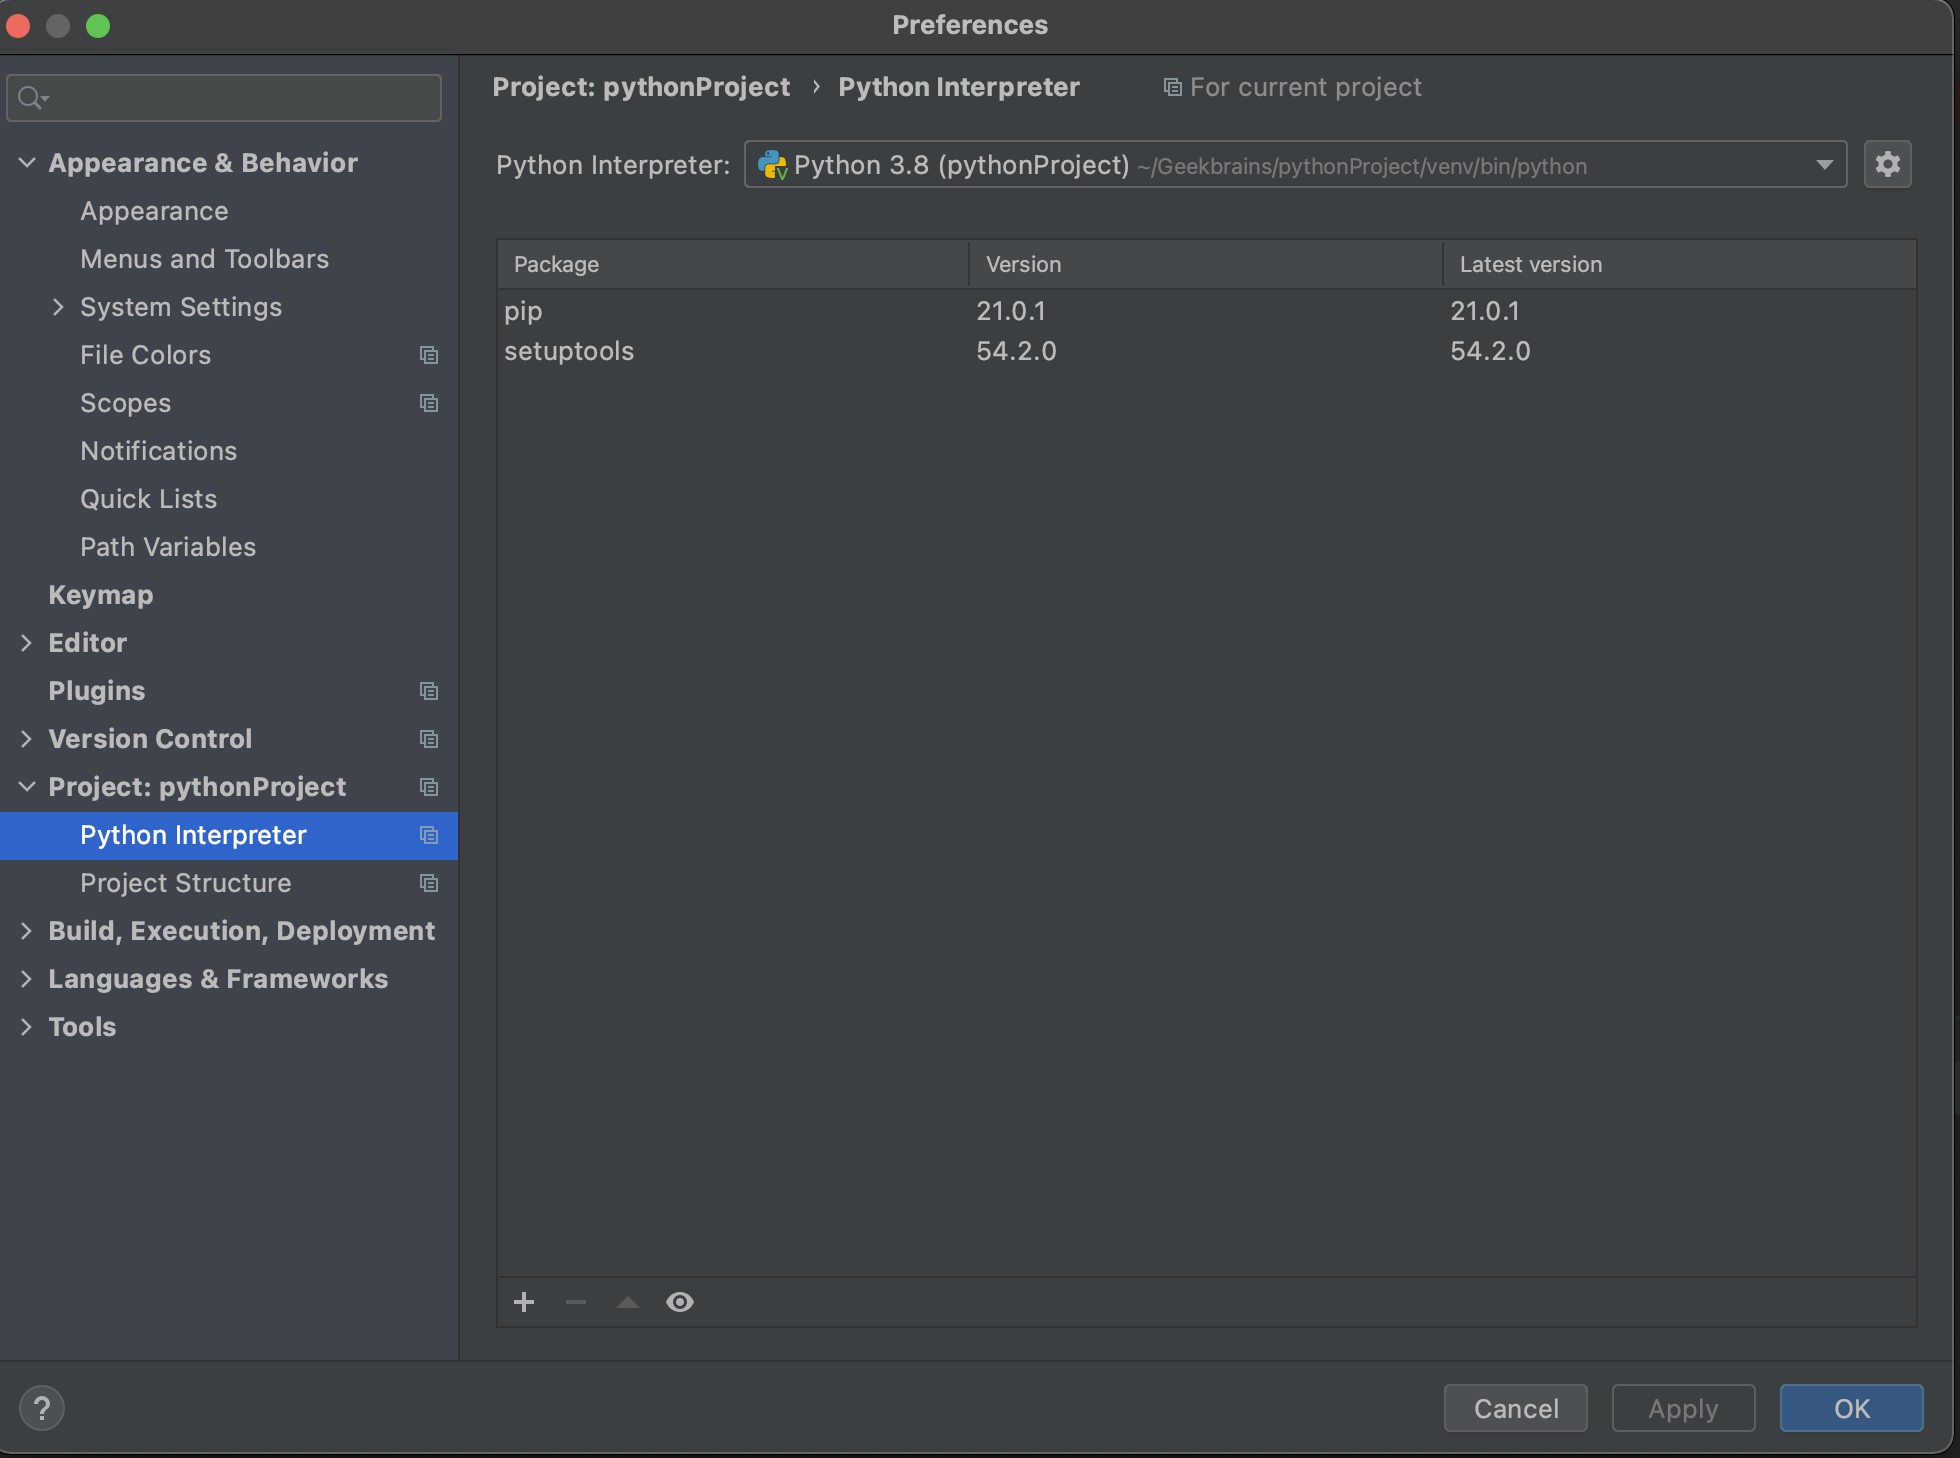 Preferences
Appearance & Behavior
Appearance
Menus and Toolbars
System Settings
File Colors
Scopes
Notifications
Quick Lists
Path Variables
Keymap
Editor
Plugins
Version Control
Project: pythonProject
Python Interpreter
Project Structure
Build, Execution, Deployment
Languages & Frameworks
Tools
Project: pythonProject › Python Interpreter For current project
Python Interpreter: Python 3.8 (pythonProject) ~/Geekbrains/pythonProject/venv/bin/python
Package Version Latest version
pip 21.0.1 21.0.1
setuptools 54.2.0 54.2.0
? Cancel Apply OK